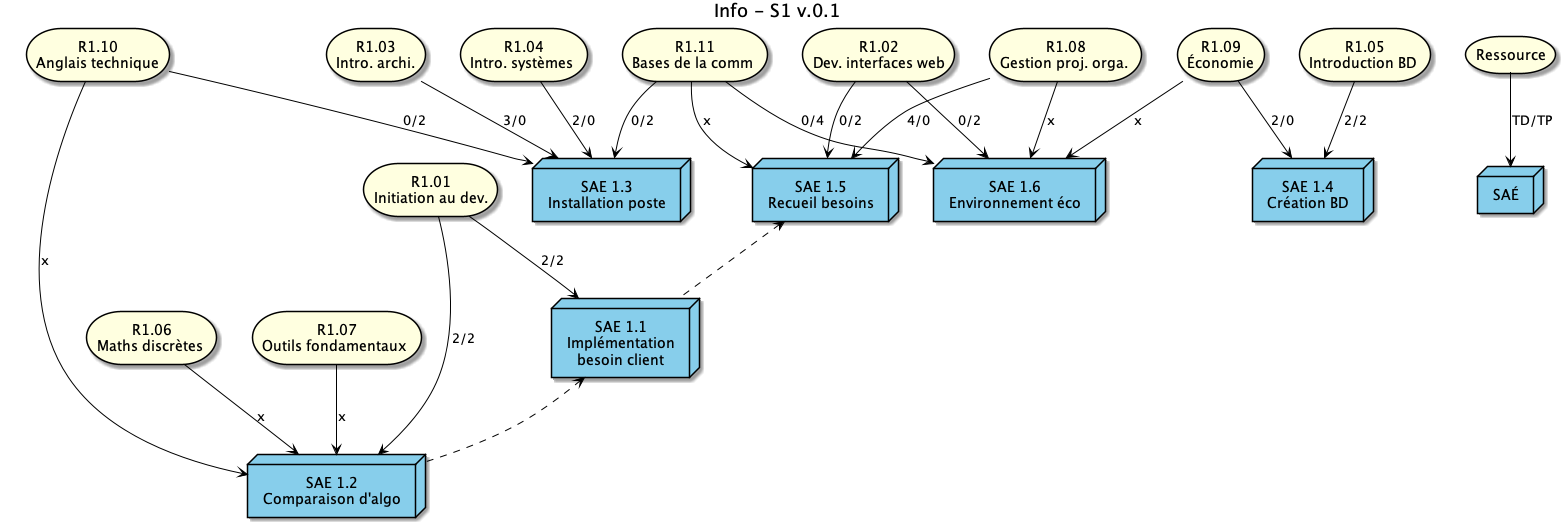 Info - S1 v.0.1
R1.10
Anglais technique
R1.03
Intro. archi.
R1.04
Intro. systèmes
R1.11
Bases de la comm
R1.02
Dev. interfaces web
R1.08
Gestion proj. orga.
R1.09
Économie
R1.05
Introduction BD
Ressource
0/2
3/0
2/0
0/2
x
0/4
0/2
4/0
0/2
x
x
2/0
2/2
TD/TP
R1.01
Initiation au dev.
SAE 1.3
Installation poste
SAE 1.5
Recueil besoins
SAE 1.6
Environnement éco
SAE 1.4
Création BD
SAÉ
x
2/2
R1.06
Maths discrètes
R1.07
Outils fondamentaux
2/2
SAE 1.1
Implémentation
besoin client
x
x
SAE 1.2
Comparaison d'algo